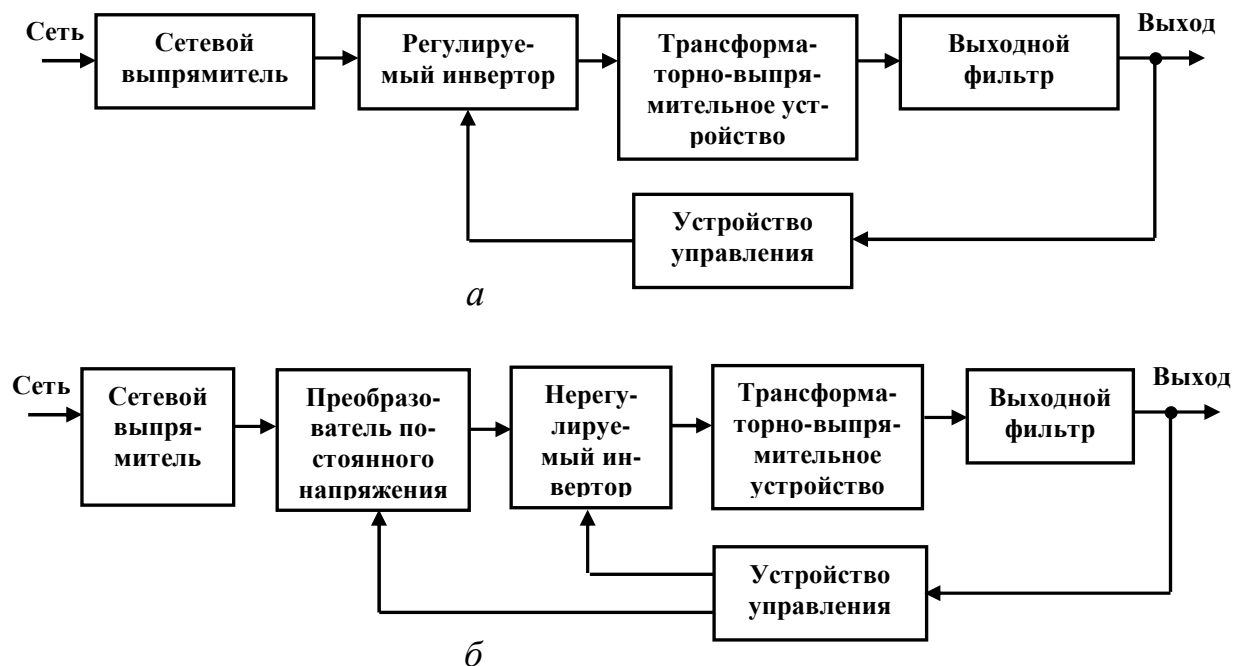 Сеть
Сетевой
выпрямитель
Регулируе-
мый инвертор
Трансформа-
торно-выпря-
мительное уст-
ройство
Выходной
фильтр
Выход
Устройство
управления
а
Сеть
Сетевой
выпря-
митель
Преобразо-
ватель по-
стоянного
напряжения
Нерегу-
лируе-
мый ин-
вертор
Трансформа-
торно-выпря-
мительное
устройство
Выходной
фильтр
Выход
Устройство
управления
б